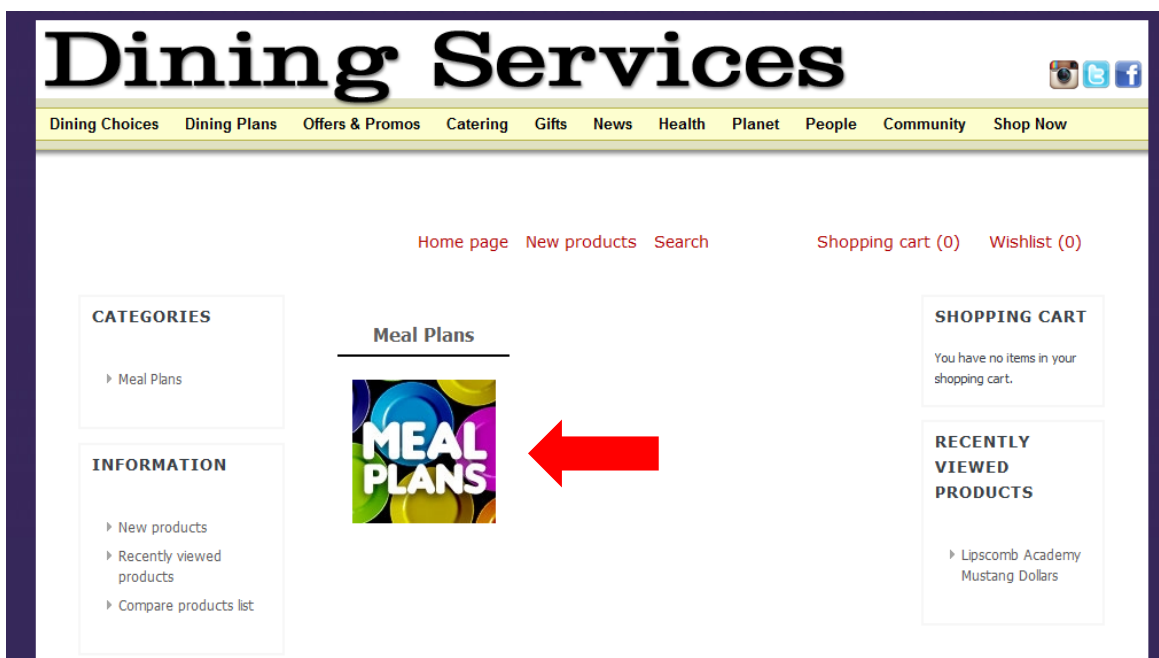 Dining Services
Dining Choices Dining Plans Offers & Promos Catering Gifts News Health Planet People Community Shop Now
Home page New products Search Shopping cart (0) Wishlist (0)
CATEGORIES
Meal Plans
INFORMATION
New products
Recently viewed
products
Compare products list
Meal Plans
MEAL
PLANS
SHOPPING CART
You have no items in your
shopping cart.
RECENTLY
VIEWED
PRODUCTS
Lipscomb Academy
Mustang Dollars